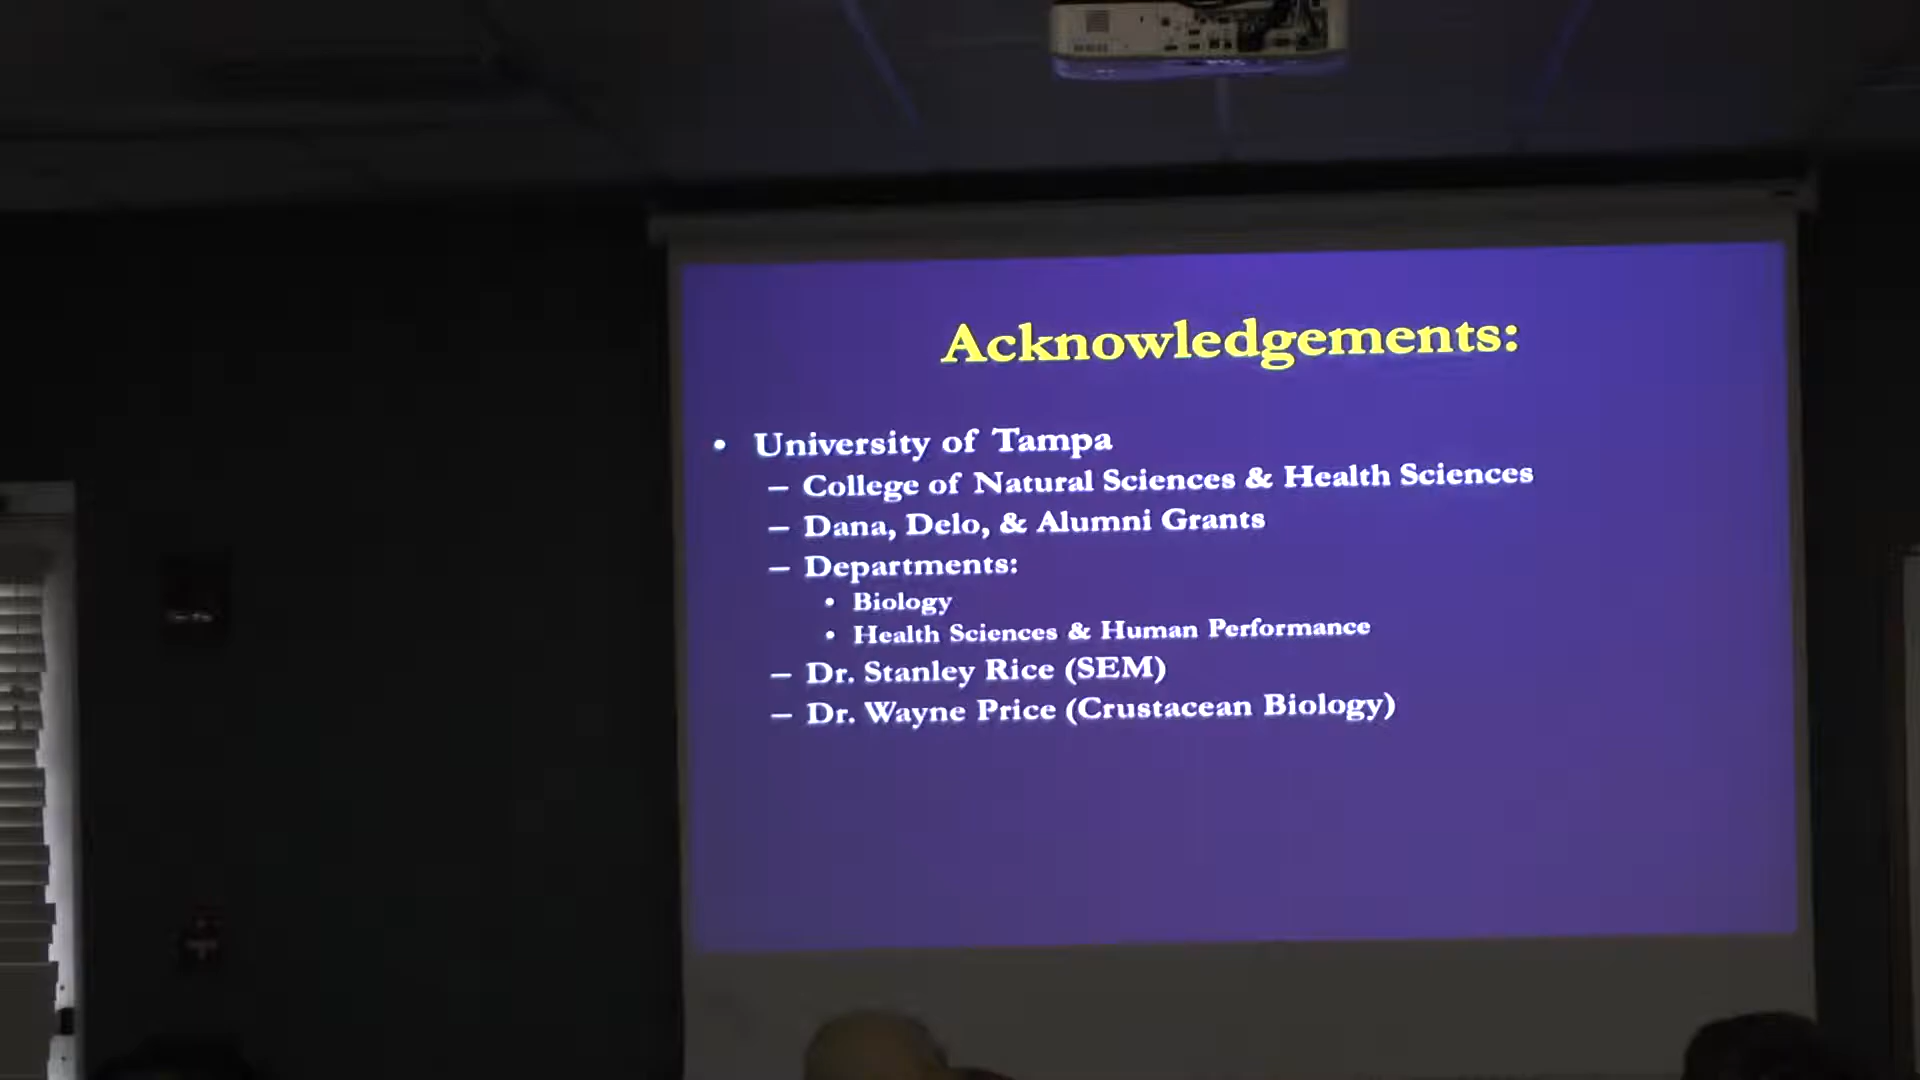 Acknowledgements:
• University of Tampa
– College of Natural Sciences & Health Sciences
– Dana, Delo, & Alumni Grants
– Departments:
• Biology
• Health Sciences & Human Performance
– Dr. Stanley Rice (SEM)
– Dr. Wayne Price (Crustacean Biology)